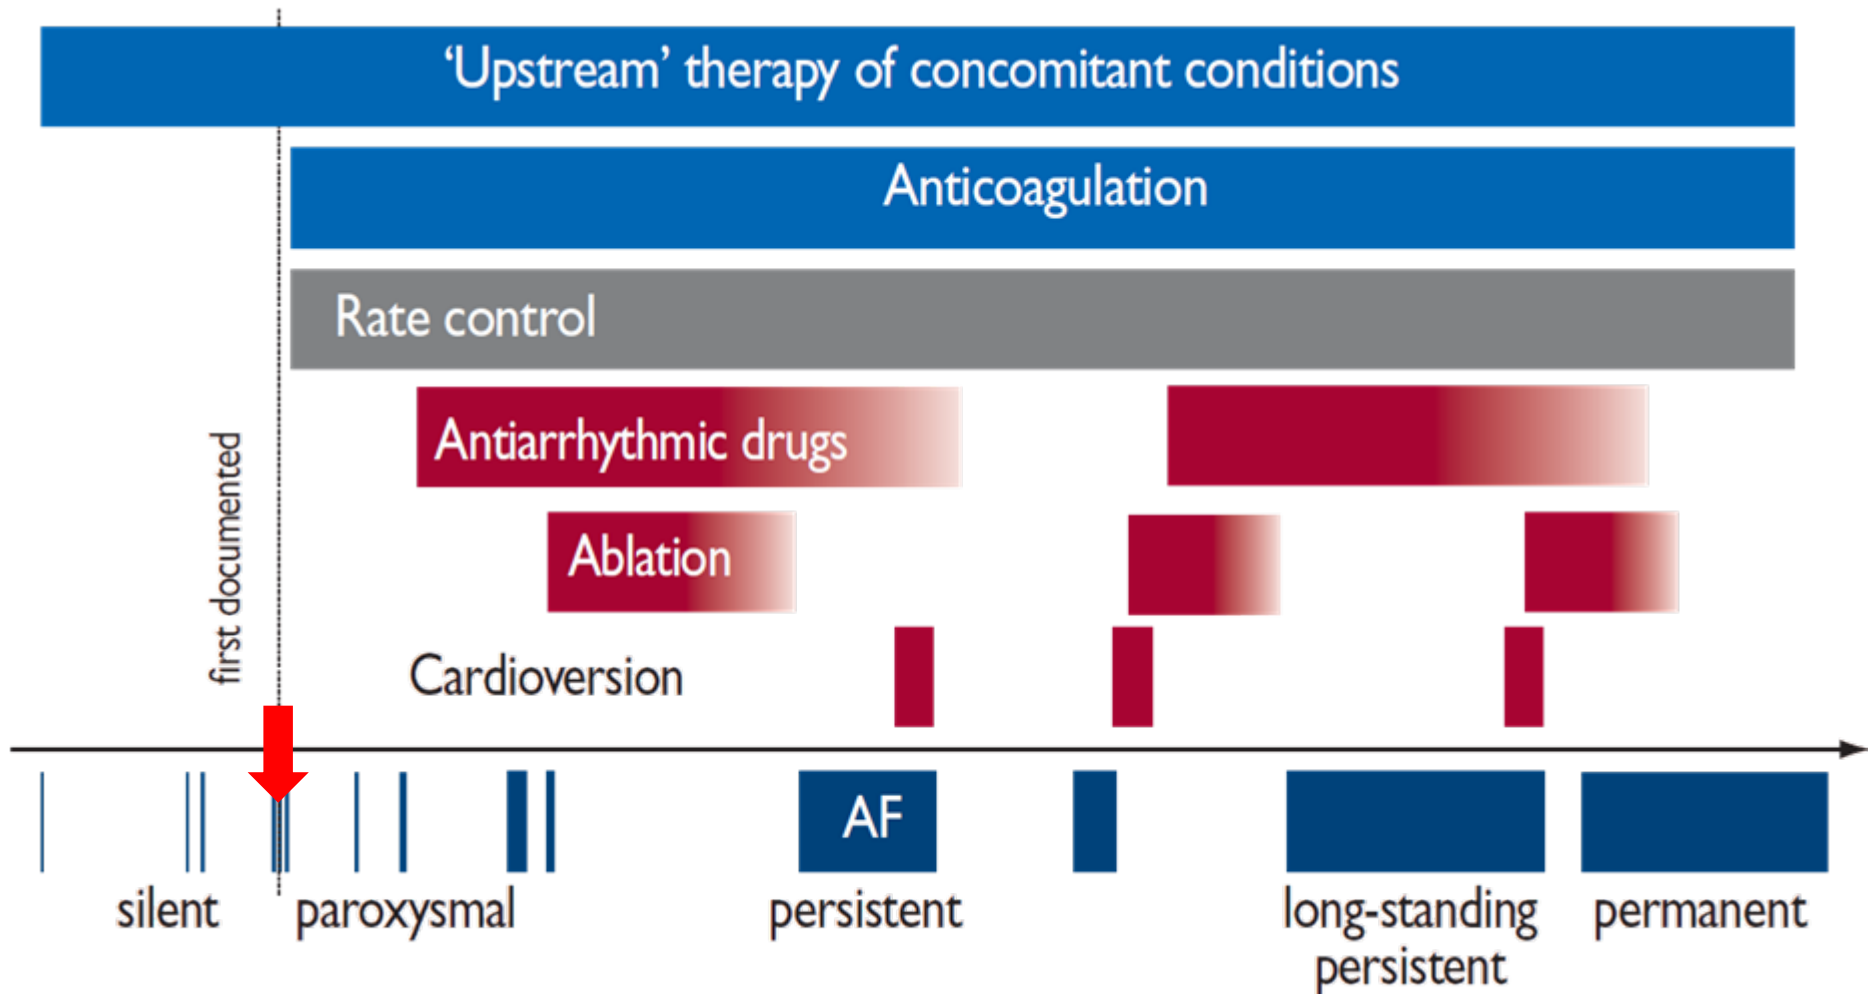 ‘Upstream’ therapy of concomitant conditions
Anticoagulation
Rate control
Antiarrhythmic drugs
Ablation
first documented
Cardioversion
AF
silent
paroxysmal
persistent
long-standing
persistent
permanent